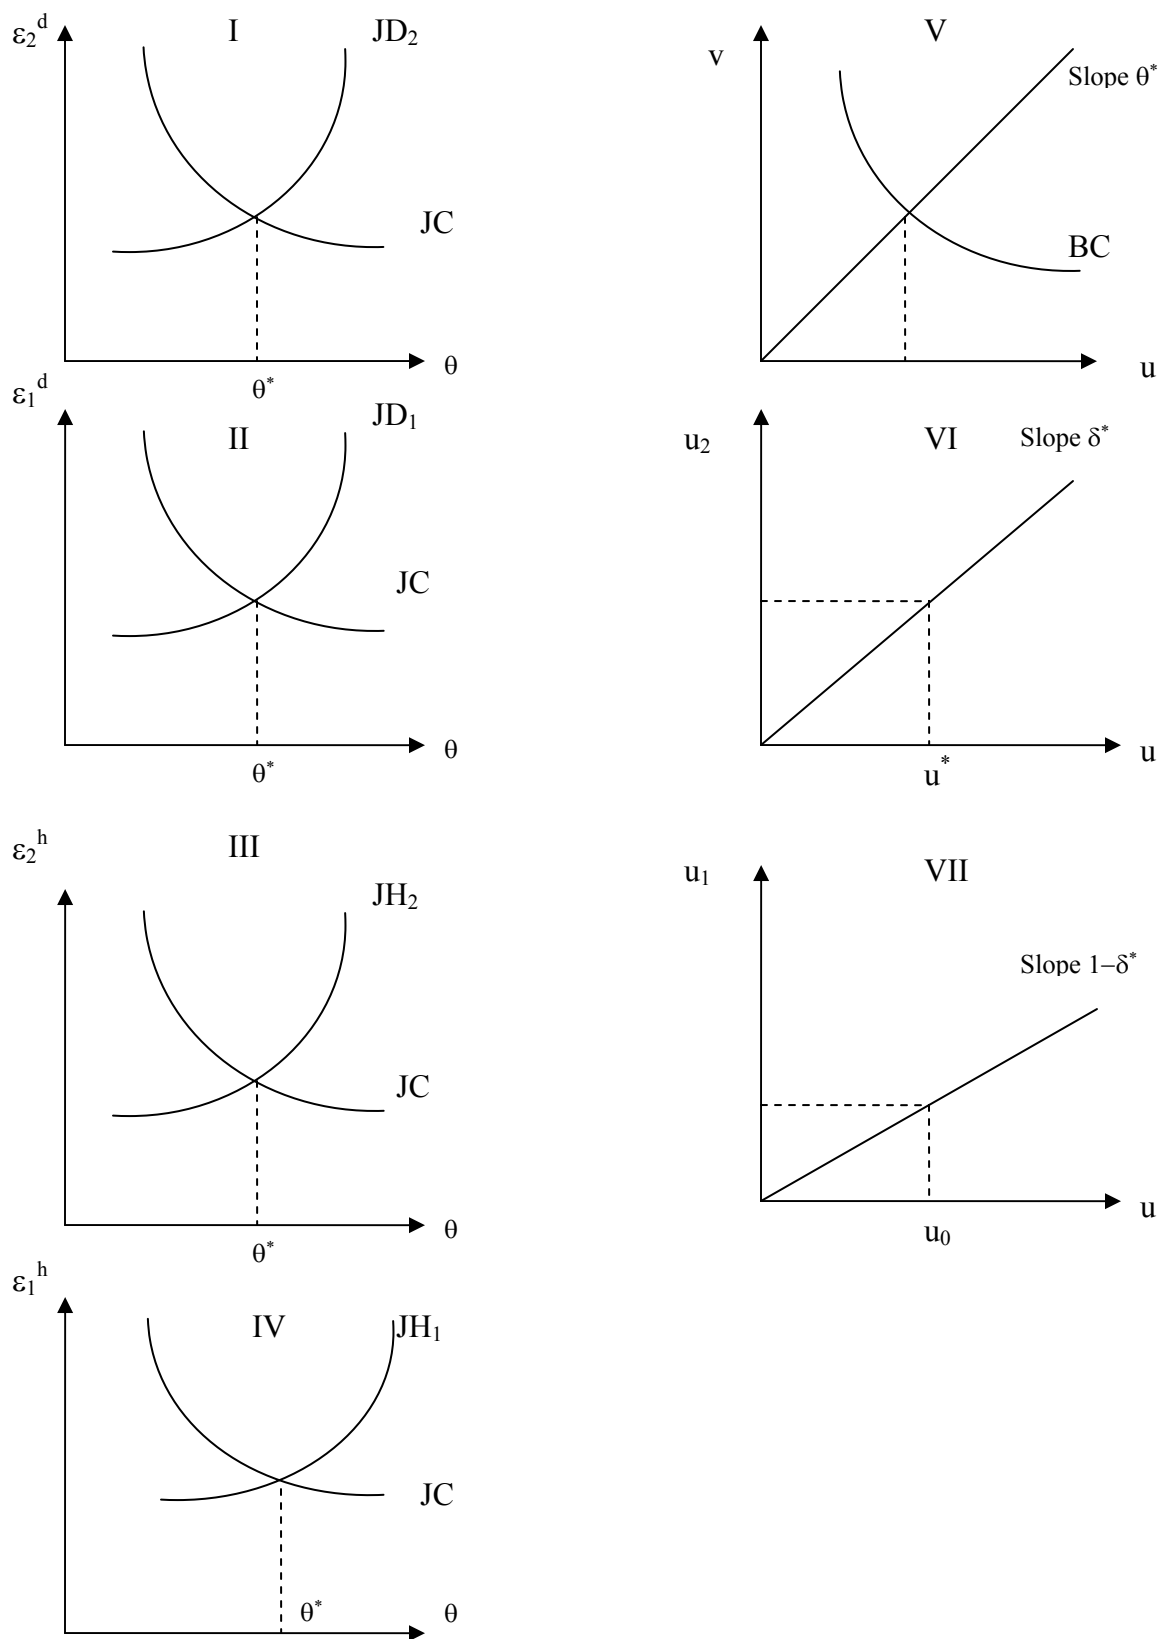 ε₂ᵈ
I
JD₂
JC
θ
θ*
ε₁ᵈ
II
JD₁
JC
θ
θ*
ε₂ʰ
III
JH₂
JC
θ
θ*
ε₁ʰ
IV
JH₁
JC
θ*
θ
v
V
Slope θ*
BC
u
u₂
VI
Slope δ*
u*
u
u₁
VII
Slope 1–δ*
u₀
u